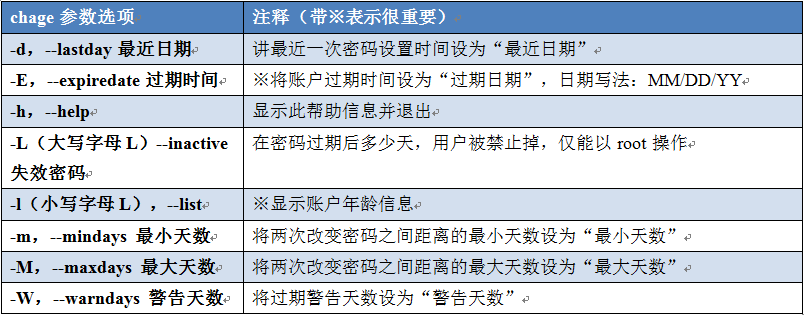 chage 参数选项 注释（带※表示很重要）
-d，--lastday 最近日期 讲最近一次密码设置时间设为“最近日期”
-E，--expiredate 过期时间 ※将账户过期时间设为“过期日期”，日期写法：MM/DD/YY
-h，--help 显示此帮助信息并退出
-L（大写字母 L）--inactive 在密码过期后多少天，用户被禁止掉，仅能以 root 操作
失效密码
-l（小写字母 L），--list ※显示账户年龄信息
-m，--mindays 最小天数 将两次改变密码之间距离的最小天数设为“最小天数”
-M，--maxdays 最大天数 将两次改变密码之间距离的最大天数设为“最大天数”
-W，--warndays 警告天数 将过期警告天数设为“警告天数”